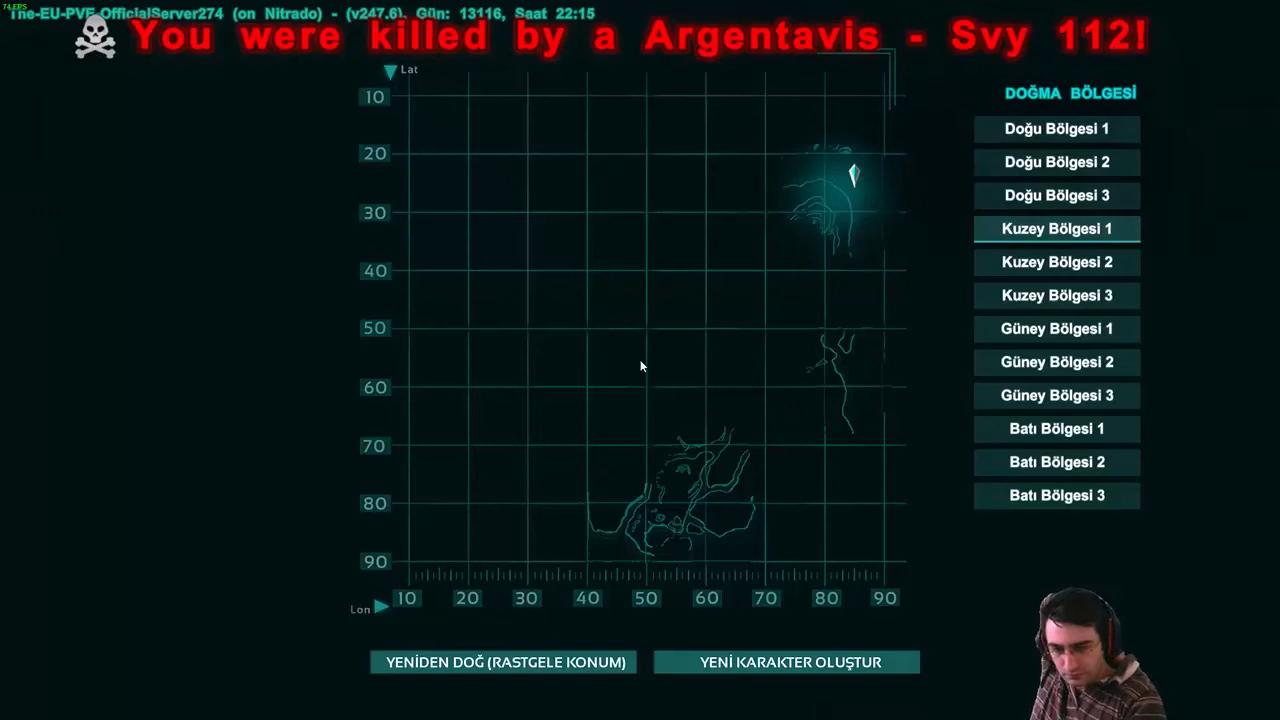 74 FPS
The-EU-PVE-OfficialServer274 (on Nitrado) - (v247.6), Gün: 13116, Saat 22:15
You were killed by a Argentavis - Svy 112!
Lat
10
20
30
40
50
60
70
80
90
Lon
10 20 30 40 50 60 70 80 90
DOĞMA BÖLGESİ
Doğu Bölgesi 1
Doğu Bölgesi 2
Doğu Bölgesi 3
Kuzey Bölgesi 1
Kuzey Bölgesi 2
Kuzey Bölgesi 3
Güney Bölgesi 1
Güney Bölgesi 2
Güney Bölgesi 3
Batı Bölgesi 1
Batı Bölgesi 2
Batı Bölgesi 3
YENİDEN DOĞ (RASTGELE KONUM)
YENİ KARAKTER OLUŞTUR